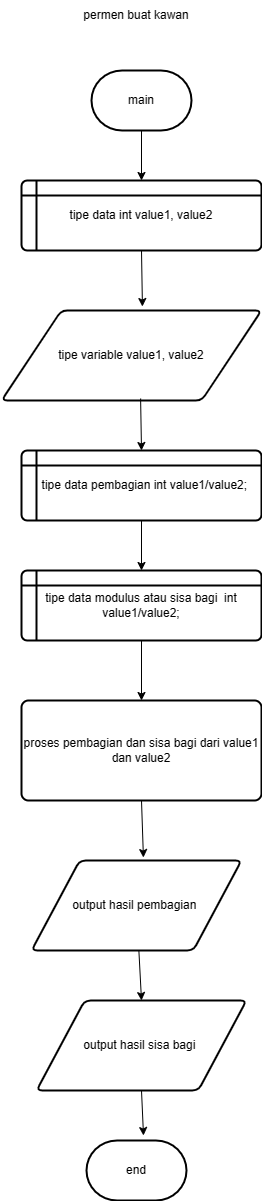 permen buat kawan
main
tipe data int value1, value2
tipe variable value1, value2
tipe data pembagian int value1/value2;
tipe data modulus atau sisa bagi  int
value1/value2;
proses pembagian dan sisa bagi dari value1
dan value2
output hasil pembagian
output hasil sisa bagi
end